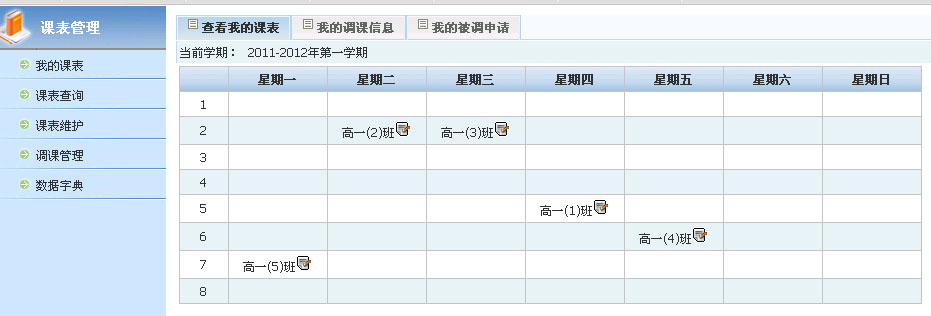 课表管理
我的课表
课表查询
课表维护
调课管理
数据字典
查看我的课表 我的调课信息 我的被调申请
当前学期： 2011-2012年第一学期
星期一 星期二 星期三 星期四 星期五 星期六 星期日
1
2 高一(2)班 高一(3)班
3
4
5 高一(1)班
6 高一(4)班
7 高一(5)班
8